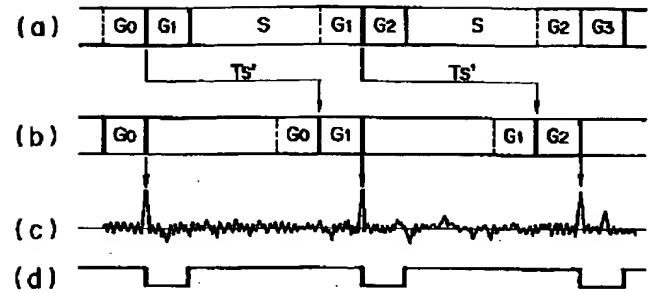 (a) G0 G1 S G1 G2 S G2 G3
Ts' Ts'
(b) G0 G0 G1 G1 G2
(c)
(d)